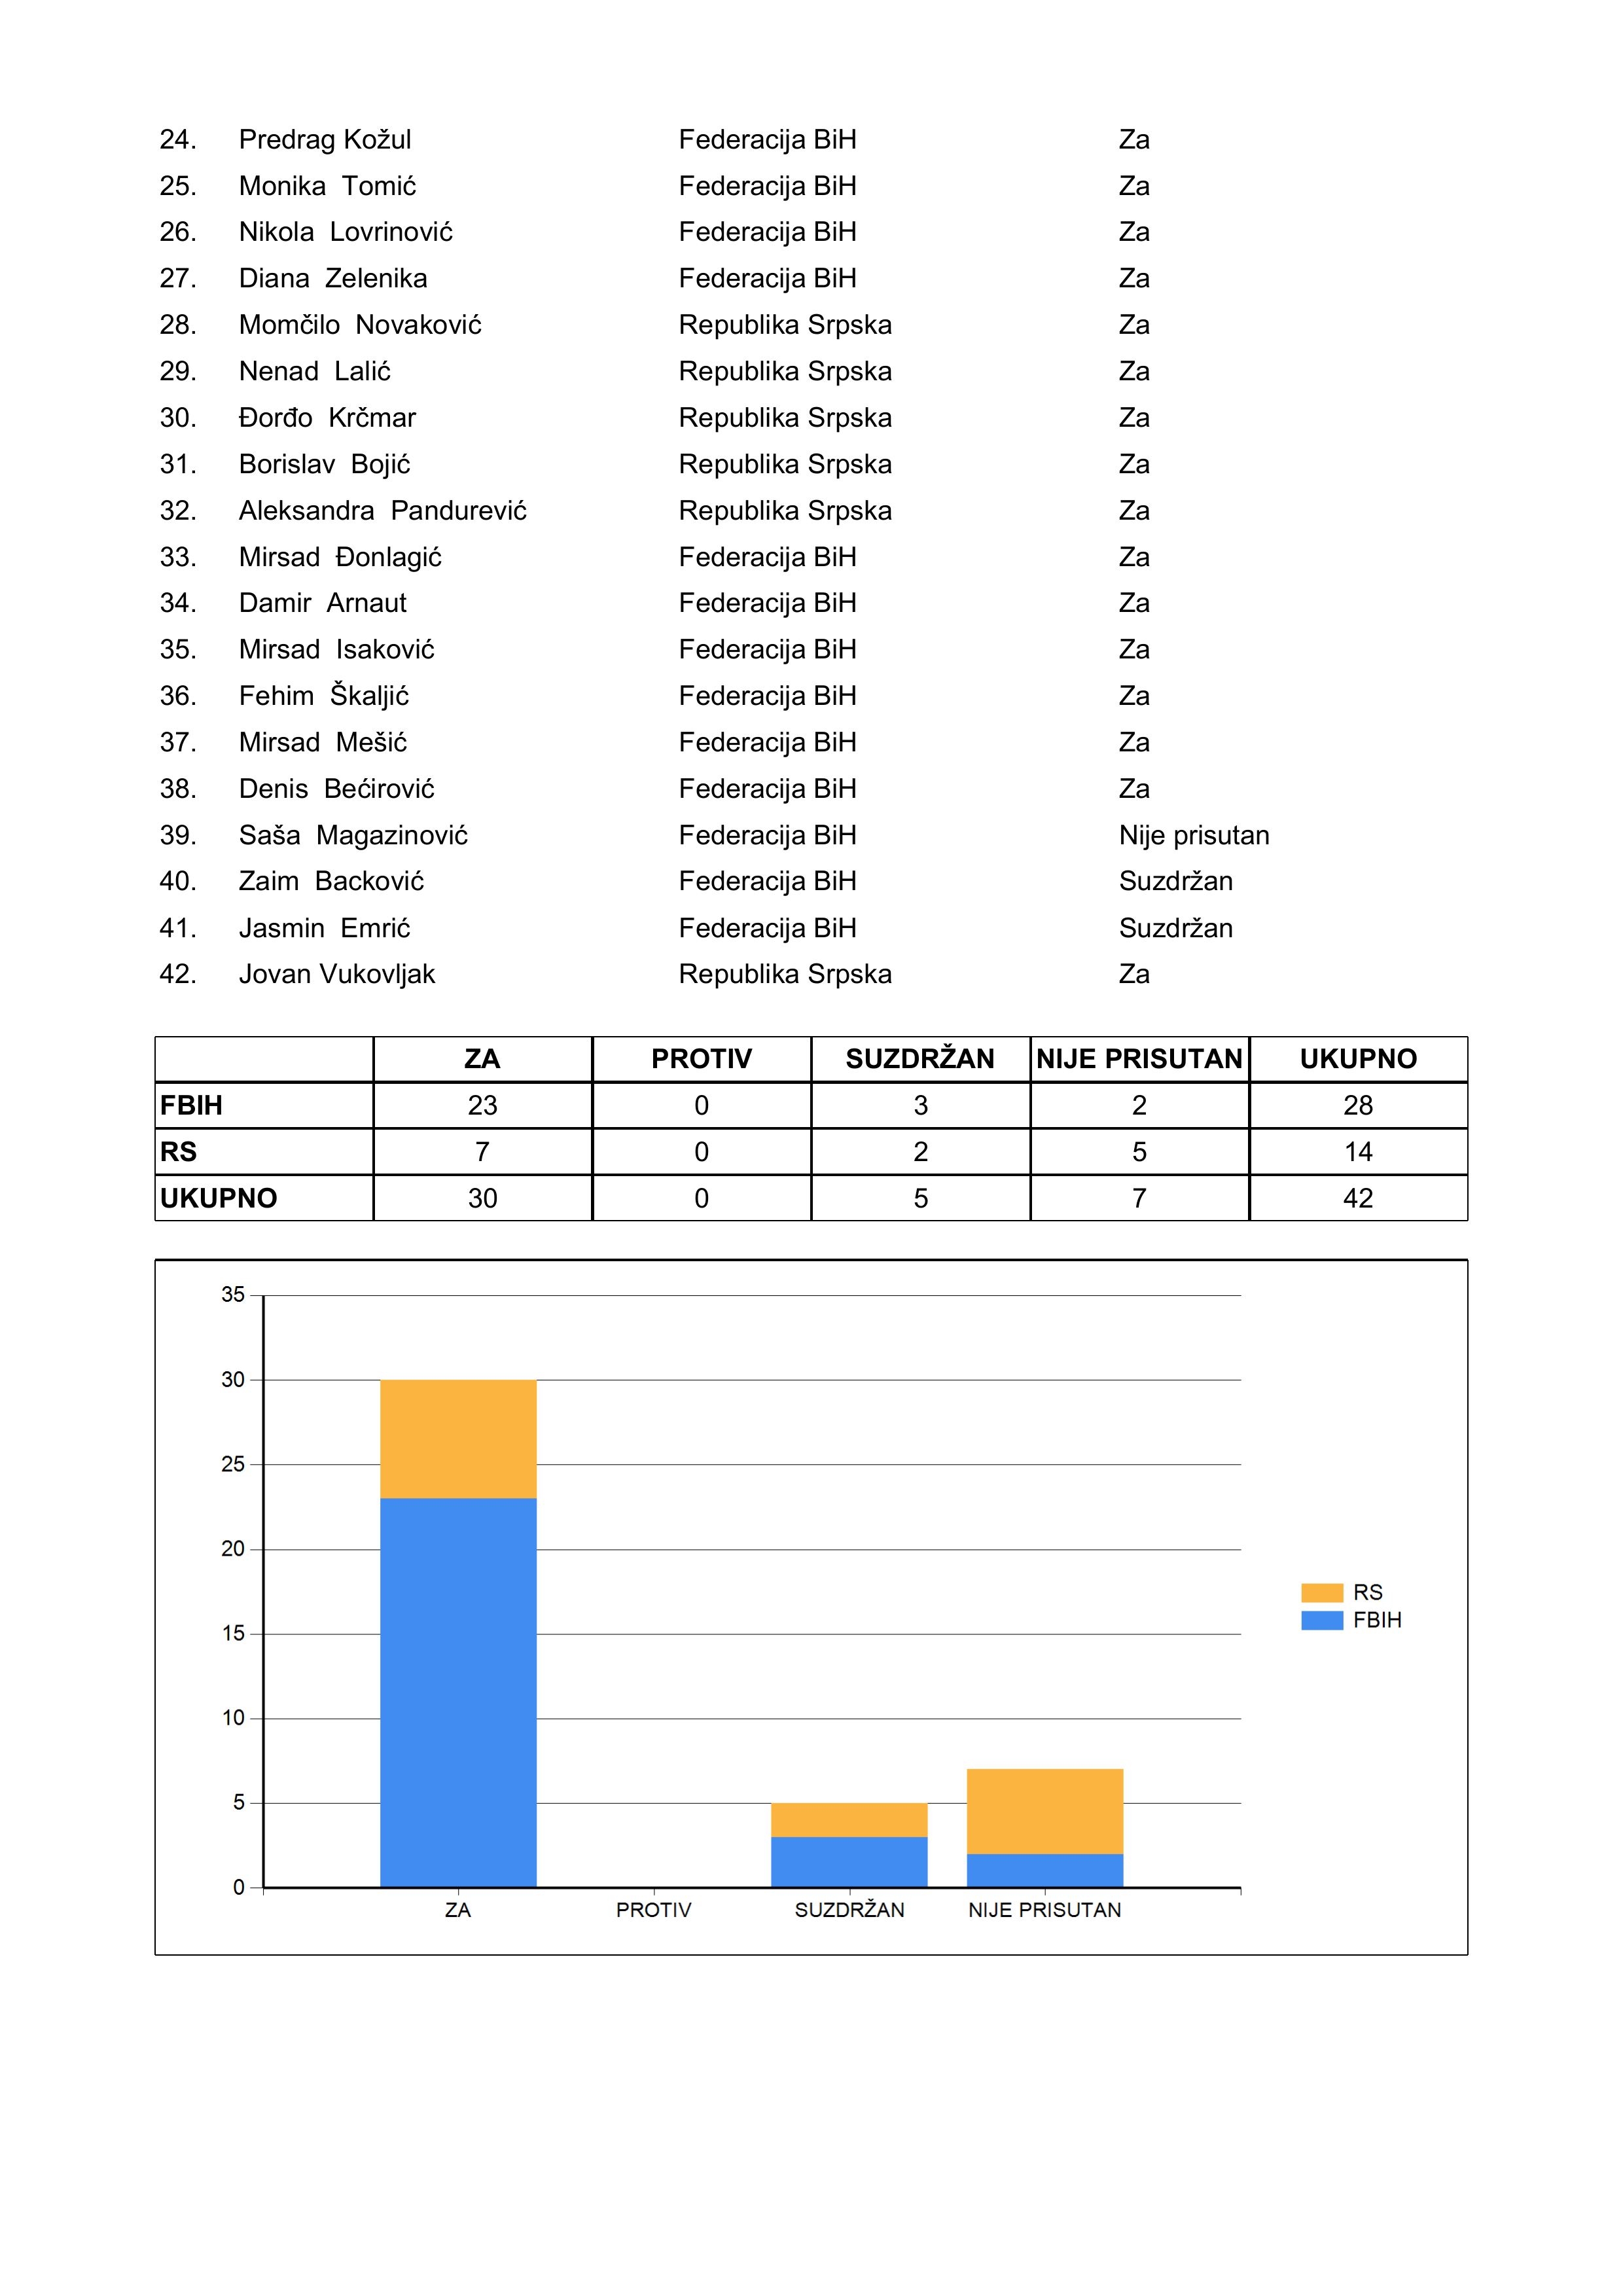 24. Predrag Kožul Federacija BiH Za
25. Monika Tomić Federacija BiH Za
26. Nikola Lovrinović Federacija BiH Za
27. Diana Zelenika Federacija BiH Za
28. Momčilo Novaković Republika Srpska Za
29. Nenad Lalić Republika Srpska Za
30. Đorđo Krčmar Republika Srpska Za
31. Borislav Bojić Republika Srpska Za
32. Aleksandra Pandurević Republika Srpska Za
33. Mirsad Đonlagić Federacija BiH Za
34. Damir Arnaut Federacija BiH Za
35. Mirsad Isaković Federacija BiH Za
36. Fehim Škaljić Federacija BiH Za
37. Mirsad Mešić Federacija BiH Za
38. Denis Bećirović Federacija BiH Za
39. Saša Magazinović Federacija BiH Nije prisutan
40. Zaim Backović Federacija BiH Suzdržan
41. Jasmin Emrić Federacija BiH Suzdržan
42. Jovan Vukovljak Republika Srpska Za
ZA PROTIV SUZDRŽAN NIJE PRISUTAN UKUPNO
FBIH 23 0 3 2 28
RS 7 0 2 5 14
UKUPNO 30 0 5 7 42
35
30
25
20
15
10
5
0
ZA PROTIV SUZDRŽAN NIJE PRISUTAN
RS
FBIH